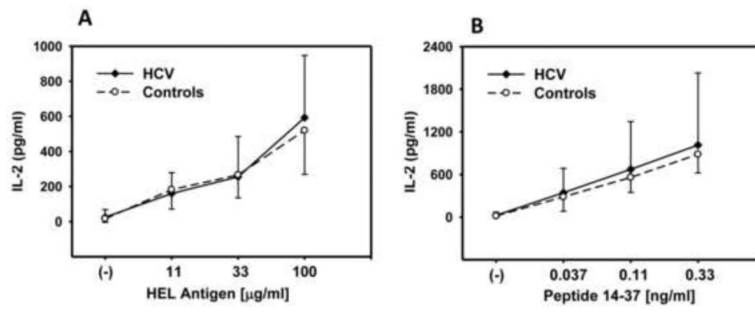 A
1000
800
600
400
200
0
IL-2 (pg/ml)
HCV
Controls
(-) 11 33 100
HEL Antigen [µg/ml]
B
2400
1800
1200
600
0
IL-2 (pg/ml)
HCV
Controls
(-) 0.037 0.11 0.33
Peptide 14-37 [ng/ml]